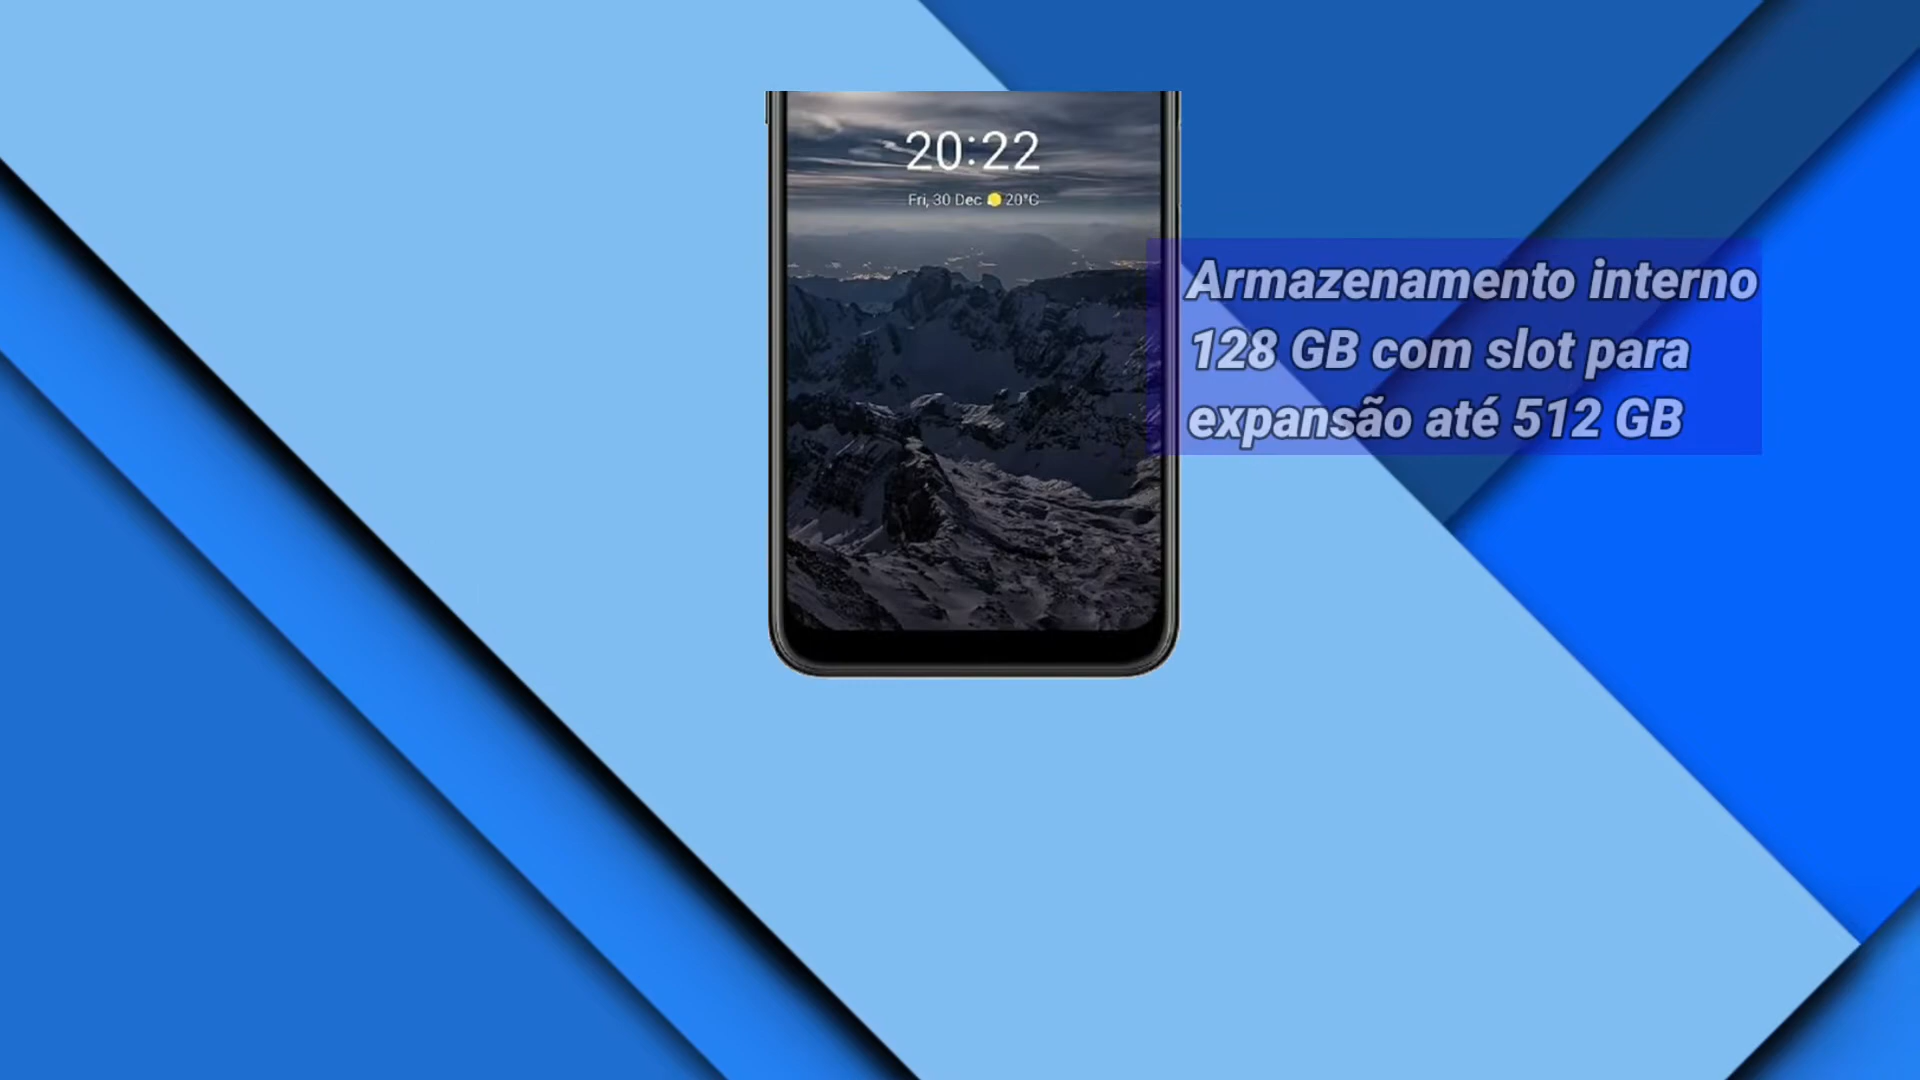 20:22
Fri, 30 Dec 20°C
Armazenamento interno
128 GB com slot para
expansão até 512 GB